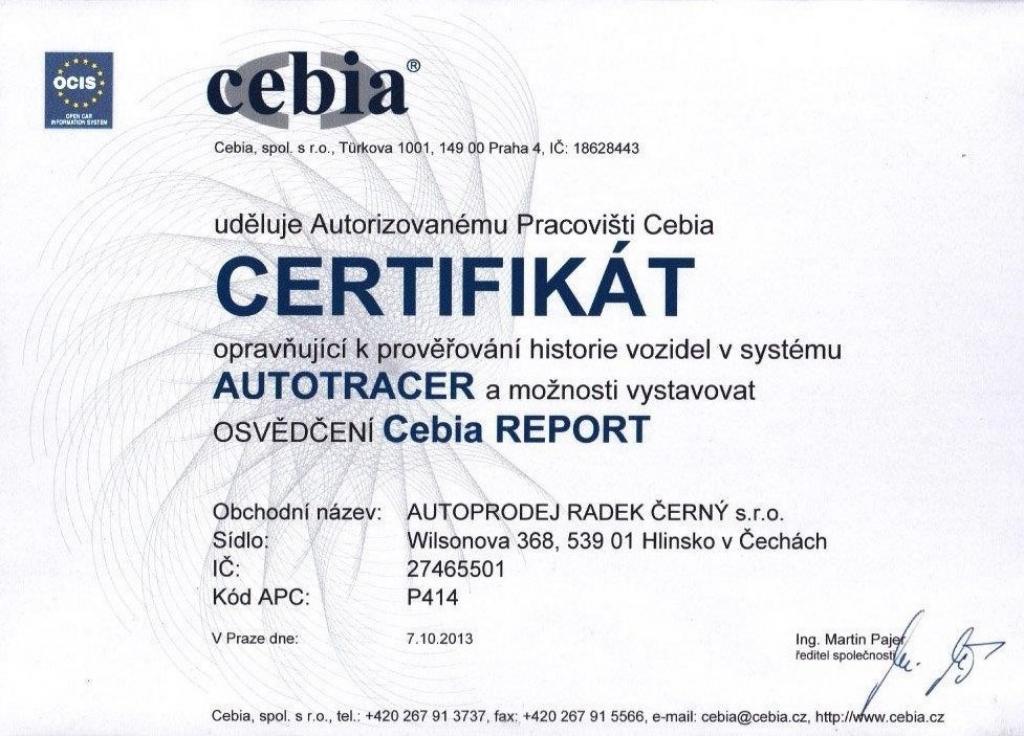 OCIS
OPEN CAR
INFORMATION SYSTEM
cebia®
Cebia, spol. s r.o., Türkova 1001, 149 00 Praha 4, IČ: 18628443
uděluje Autorizovanému Pracovišti Cebia
CERTIFIKÁT
opravňující k prověřování historie vozidel v systému
AUTOTRACER a možnosti vystavovat
OSVĚDČENÍ Cebia REPORT
Obchodní název: AUTOPRODEJ RADEK ČERNÝ s.r.o.
Sídlo: Wilsonova 368, 539 01 Hlinsko v Čechách
IČ: 27465501
Kód APC: P414
V Praze dne: 7.10.2013
Ing. Martin Pajer
ředitel společnosti
Cebia, spol. s r.o., tel.: +420 267 91 3737, fax: +420 267 91 5566, e-mail: cebia@cebia.cz, http://www.cebia.cz